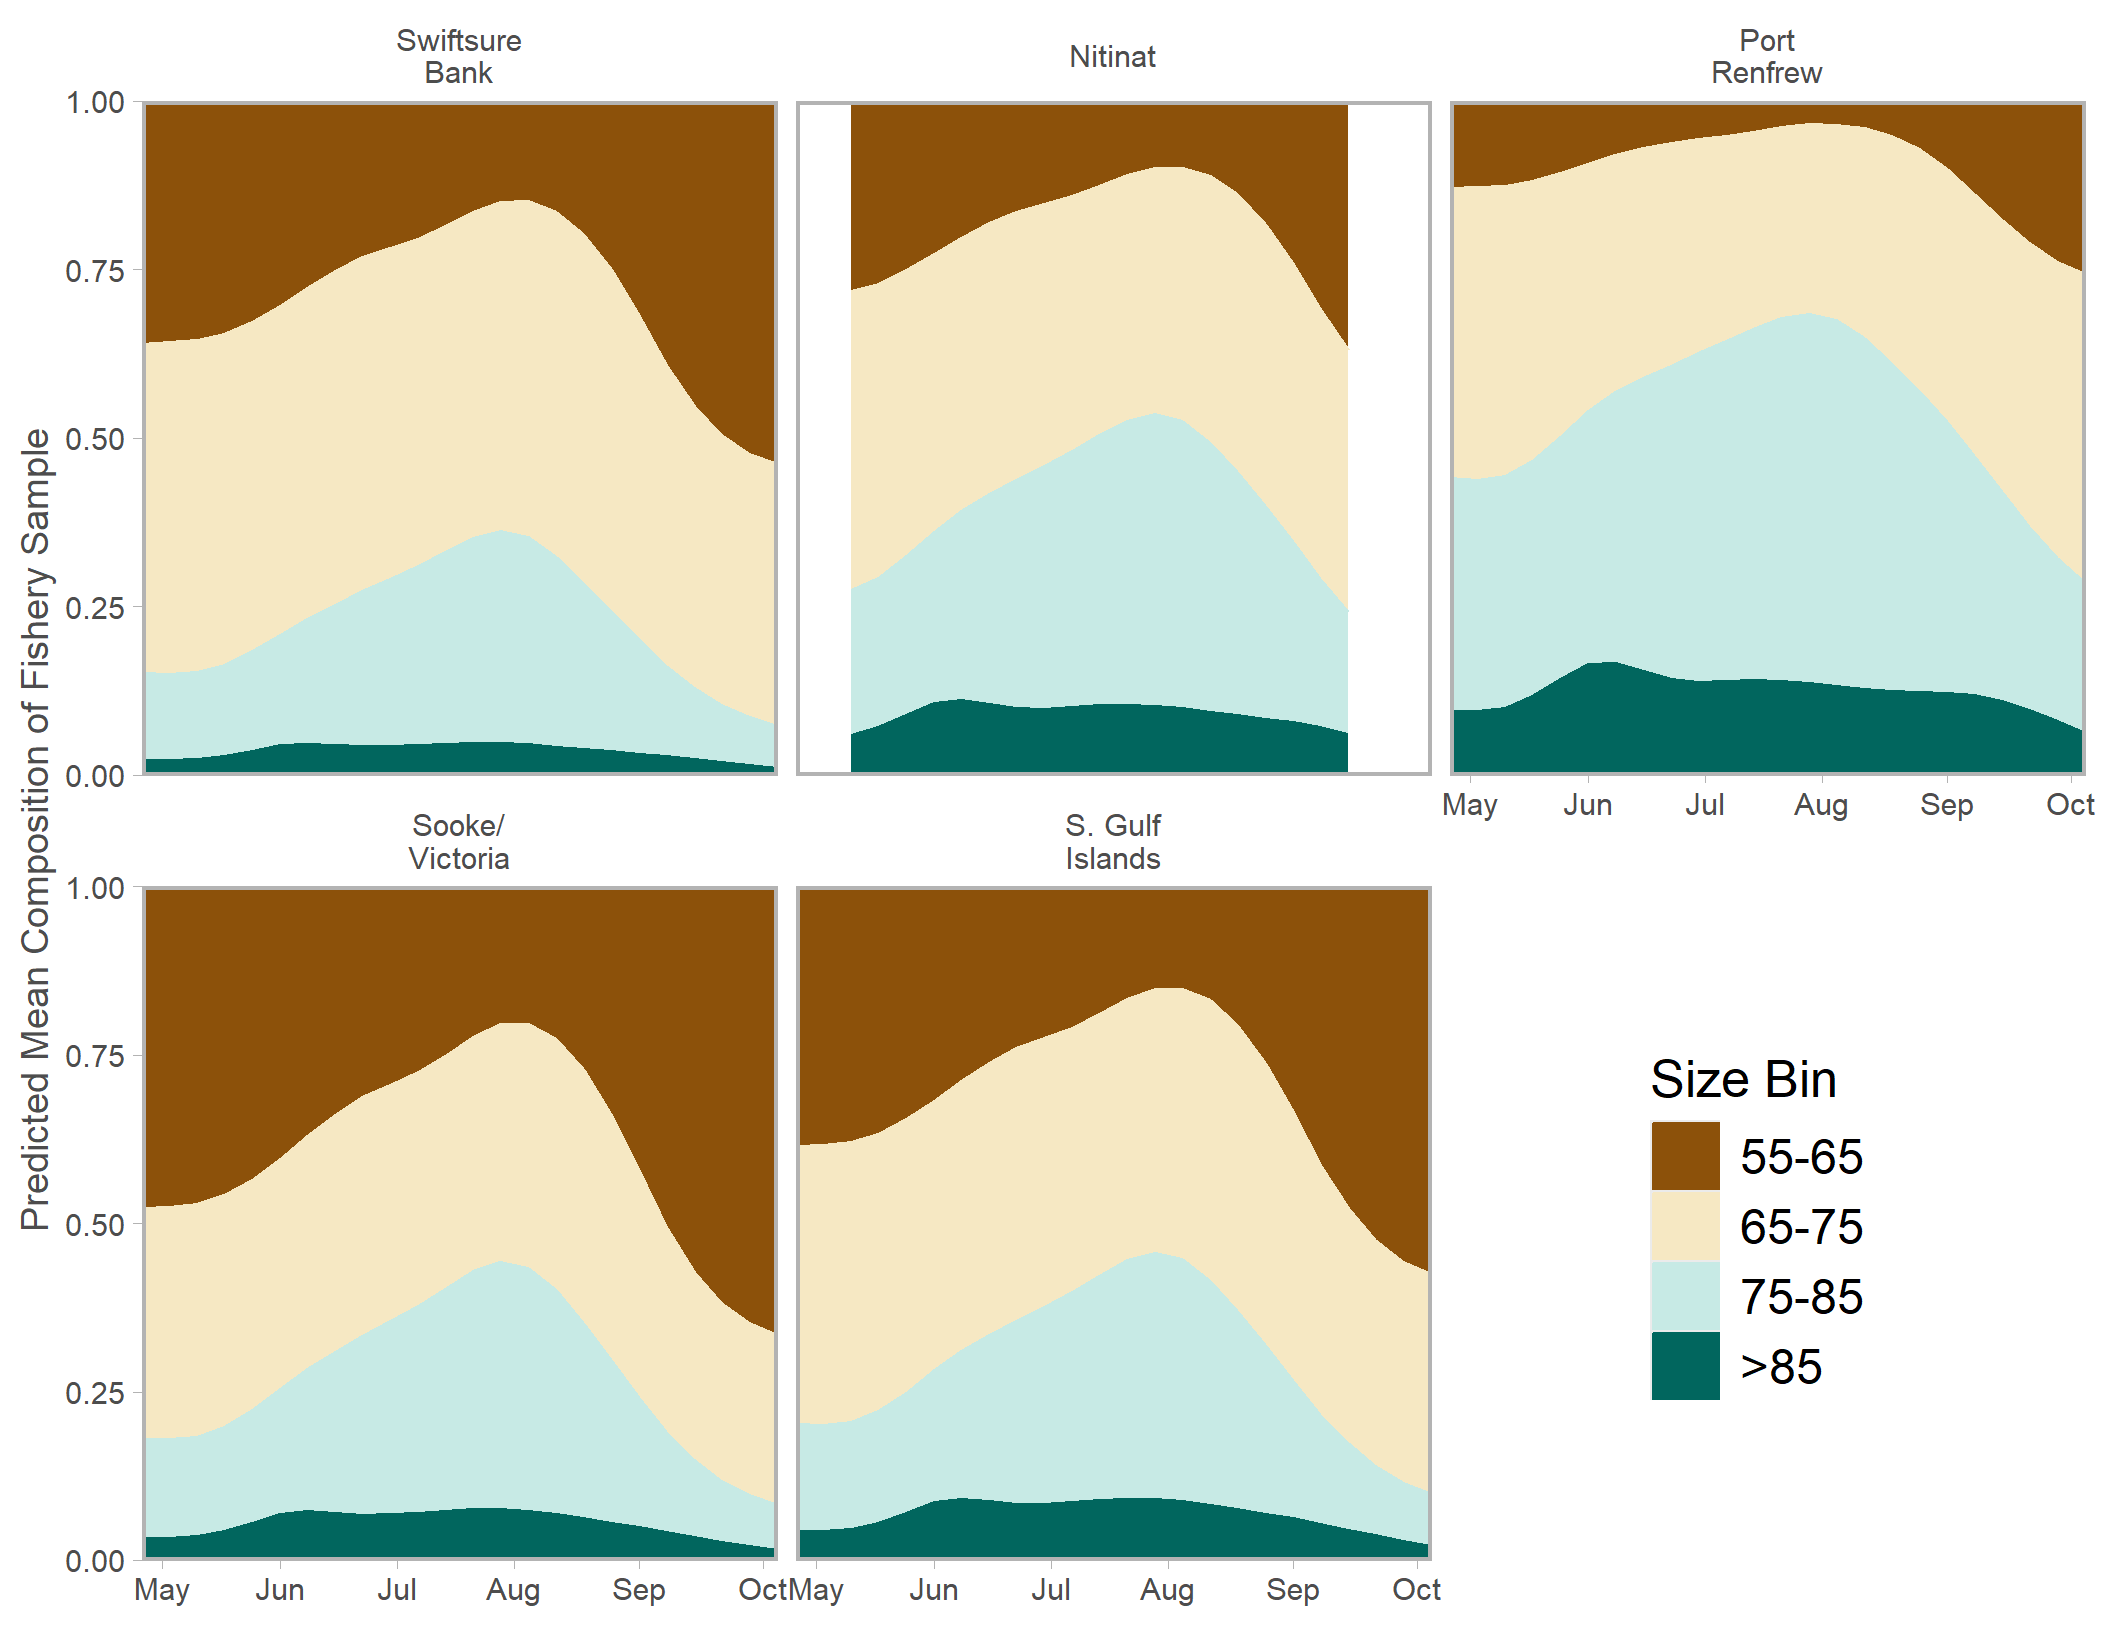 Swiftsure
Bank
Nitinat
Port
Renfrew
1.00
0.75
0.50
0.25
0.00
May Jun Jul Aug Sep Oct
Predicted Mean Composition of Fishery Sample
Sooke/
Victoria
S. Gulf
Islands
1.00
0.75
0.50
0.25
0.00
May Jun Jul Aug Sep Oct
May Jun Jul Aug Sep Oct
Size Bin
55-65
65-75
75-85
>85